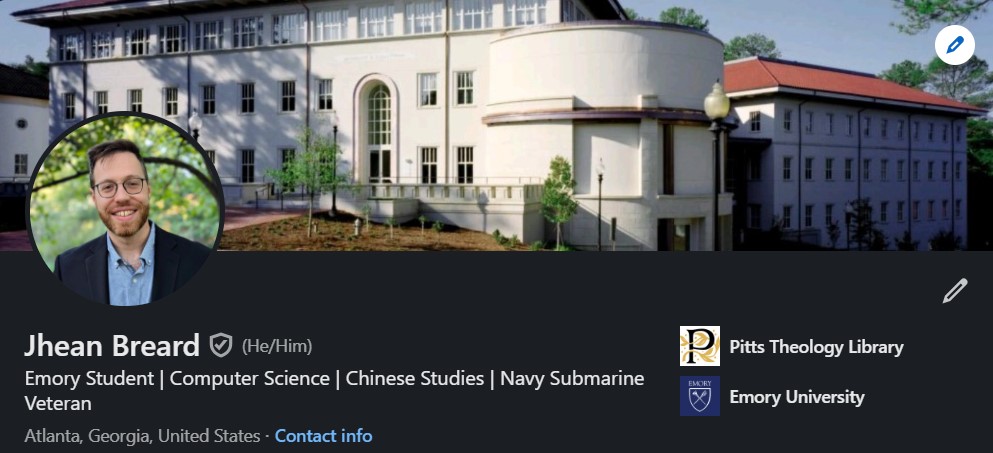 Jhean Breard (He/Him)
Emory Student | Computer Science | Chinese Studies | Navy Submarine
Veteran
Atlanta, Georgia, United States · Contact info
P
Pitts Theology Library
EMORY
Emory University